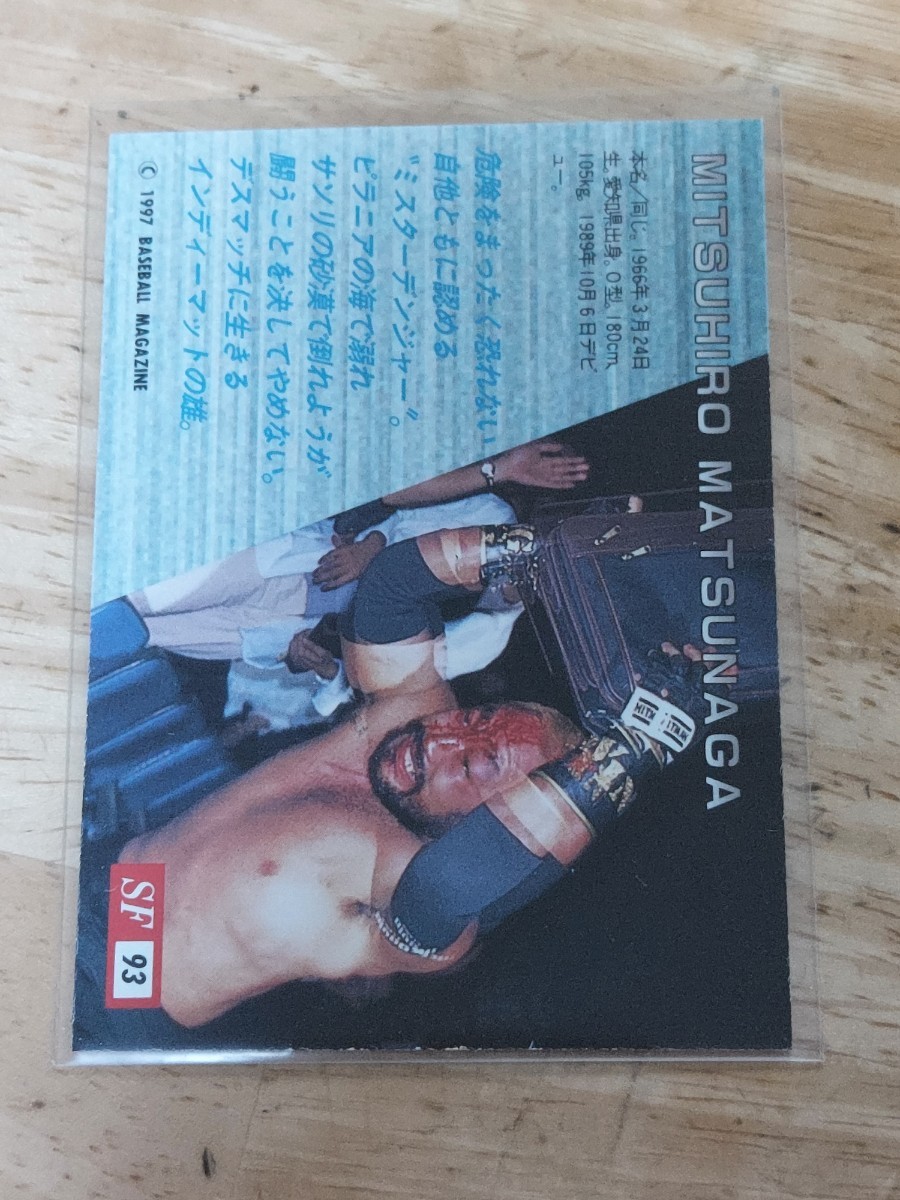 MITSUHIRO MATSUNAGA
本名／同じ。1966年3月24日
生。愛知県出身。O型。180cm、
105kg。1989年10月6日デビ
ュー。
危険をまったく恐れない
自他ともに認める
“ミスターデンジャー”。
ピラニアの海で溺れ
サソリの砂漠で倒れようが
闘うことを決してやめない。
デスマッチに生きる
インディーマットの雄。
© 1997 BASEBALL MAGAZINE
SF 93